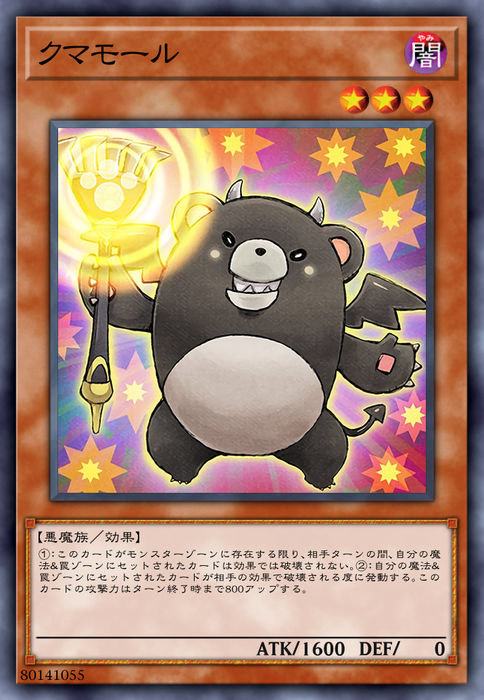 クマモール
やみ
闇
【悪魔族/効果】
①:このカードがモンスターゾーンに存在する限り、相手ターンの間、自分の魔
法&罠ゾーンにセットされたカードは効果では破壊されない。②:自分の魔法&
罠ゾーンにセットされたカードが相手の効果で破壊される度に発動する。この
カードの攻撃力はターン終了時まで800アップする。
ATK/1600 DEF/ 0
80141055